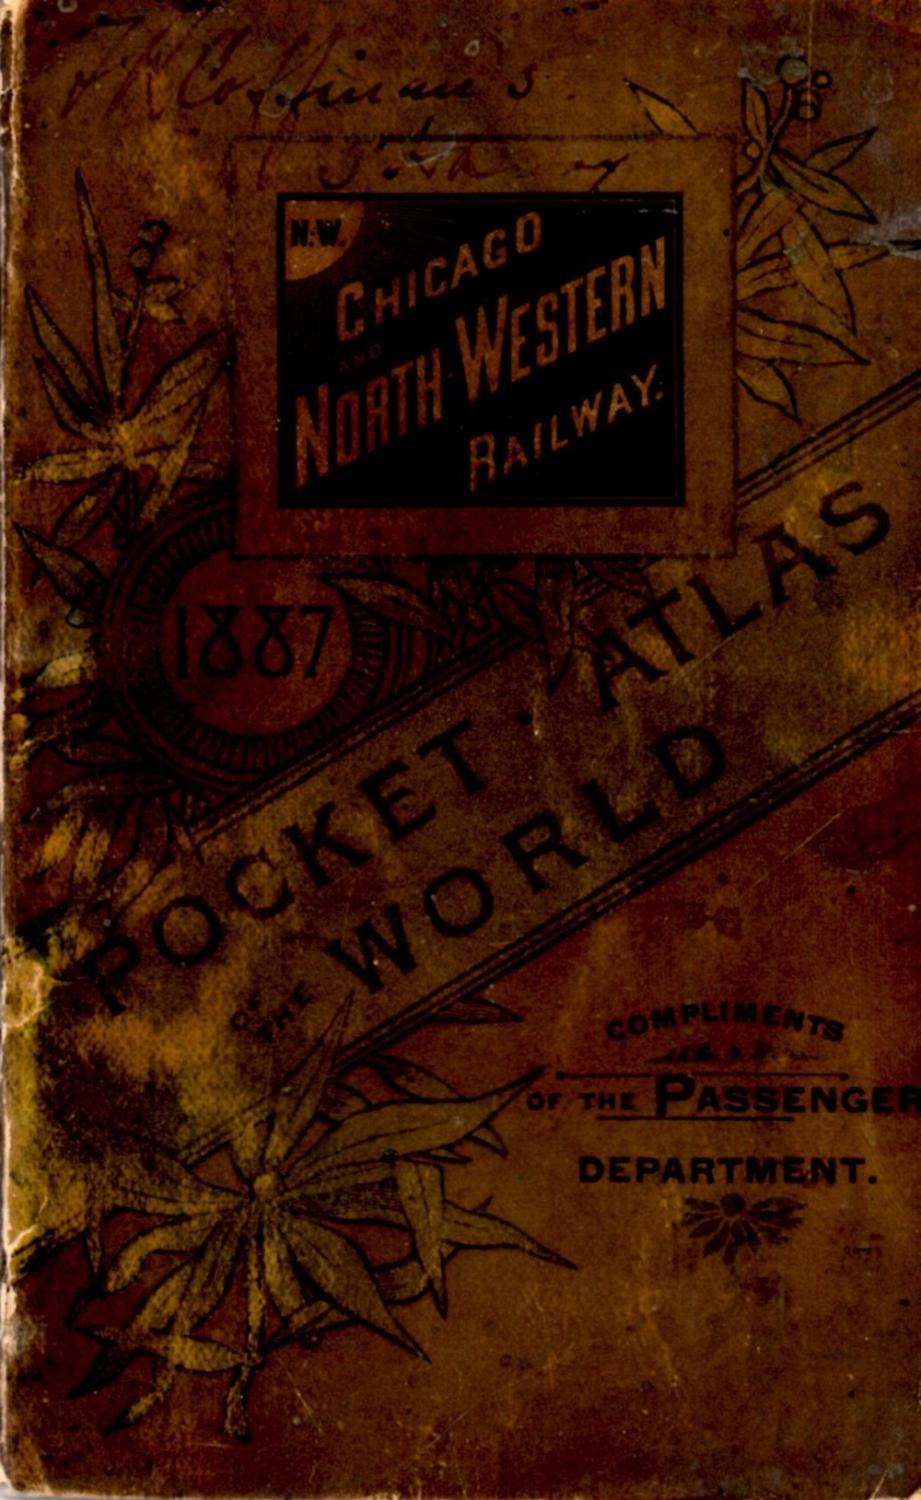 N.W.
CHICAGO
AND
NORTH-WESTERN
RAILWAY.
1887
POCKET · ATLAS
OF THE WORLD
COMPLIMENTS
OF THE PASSENGER
DEPARTMENT.